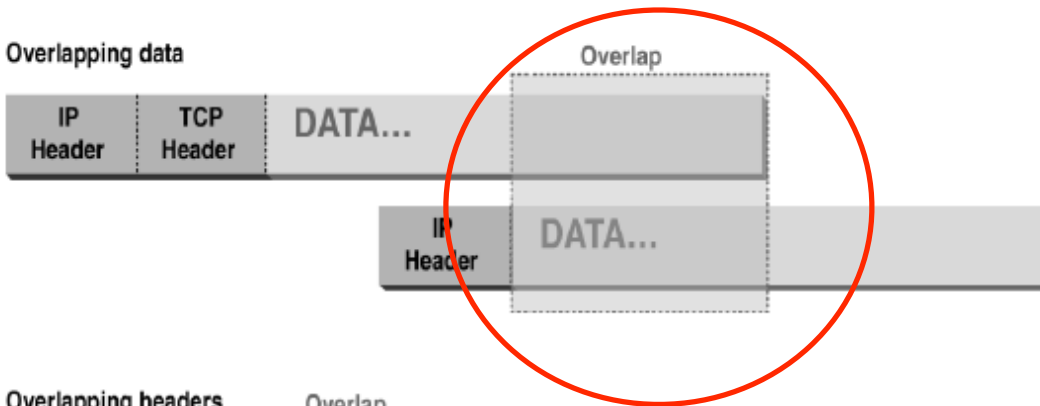 Overlapping data
Overlap
IP Header
TCP Header
DATA...
IP Header
DATA...
Overlapping headers
Overlap